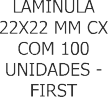 LAMINULA
22X22 MM CX
COM 100
UNIDADES -
FIRST